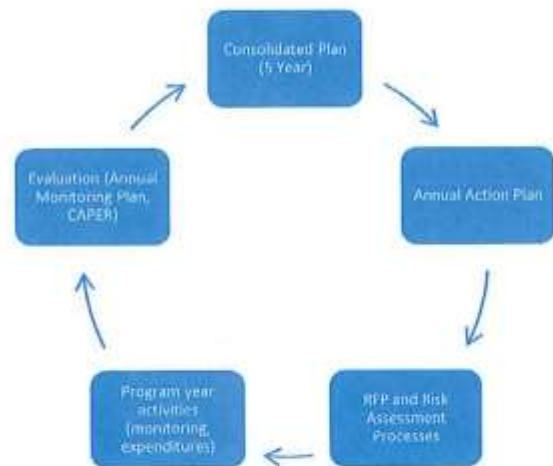 Consolidated Plan
(5 Year)
Annual Action Plan
RFP and Risk
Assessment
Processes
Program year
activities
(monitoring,
expenditures)
Evaluation (Annual
Monitoring Plan,
CAPER)